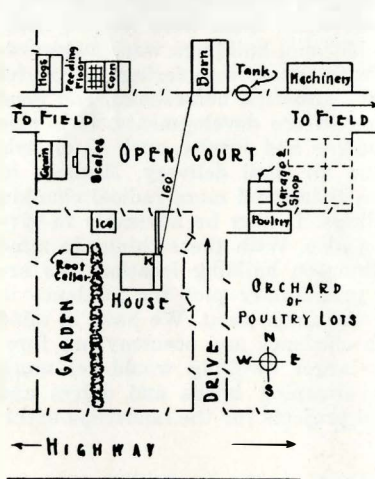 Hogs
Feeding
Floor
Corn
Barn
Tank
Machinery
TO FIELD
TO FIELD
Grain
Scales
OPEN COURT
160'
Garage &
Shop
Ice
Poultry
K
Root
Cellar
HOUSE
GARDEN
DRIVE
ORCHARD
OR
POULTRY LOTS
N
W E
S
HIGHWAY